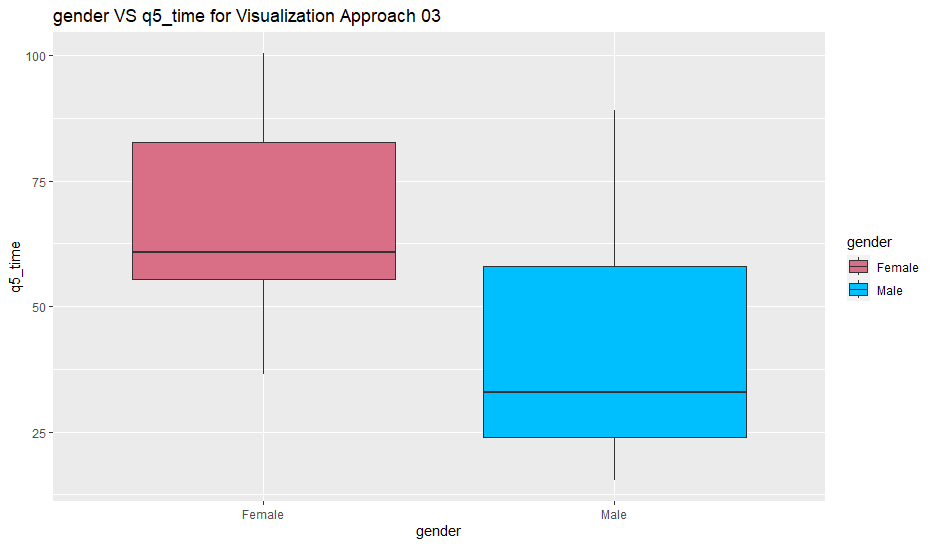 gender VS q5_time for Visualization Approach 03
100
75
50
25
q5_time
Female
Male
gender
gender
Female
Male